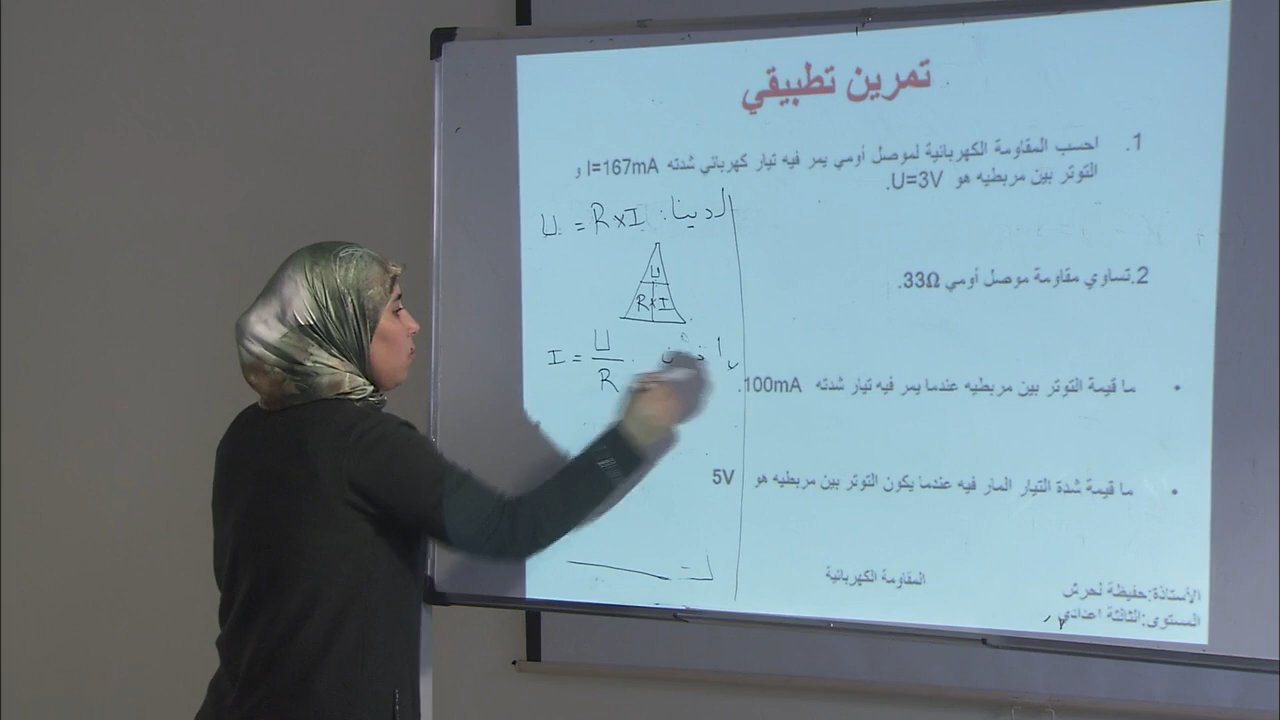 تمرين تطبيقي
1. احسب المقاومة الكهربائية لموصل أومي يمر فيه تيار كهربائي شدته I=167mA و
التوتر بين مربطيه هو U=3V.
لدينا: U = R×I
2.تساوي مقاومة موصل أومي 33Ω.
U
R×I
I = U
R
• ما قيمة التوتر بين مربطيه عندما يمر فيه تيار شدته 100mA.
• ما قيمة شدة التيار المار فيه عندما يكون التوتر بين مربطيه هو 5V
المقاومة الكهربائية
الأستاذة:حفيظة لحرش
المستوى:الثالثة اعدادي